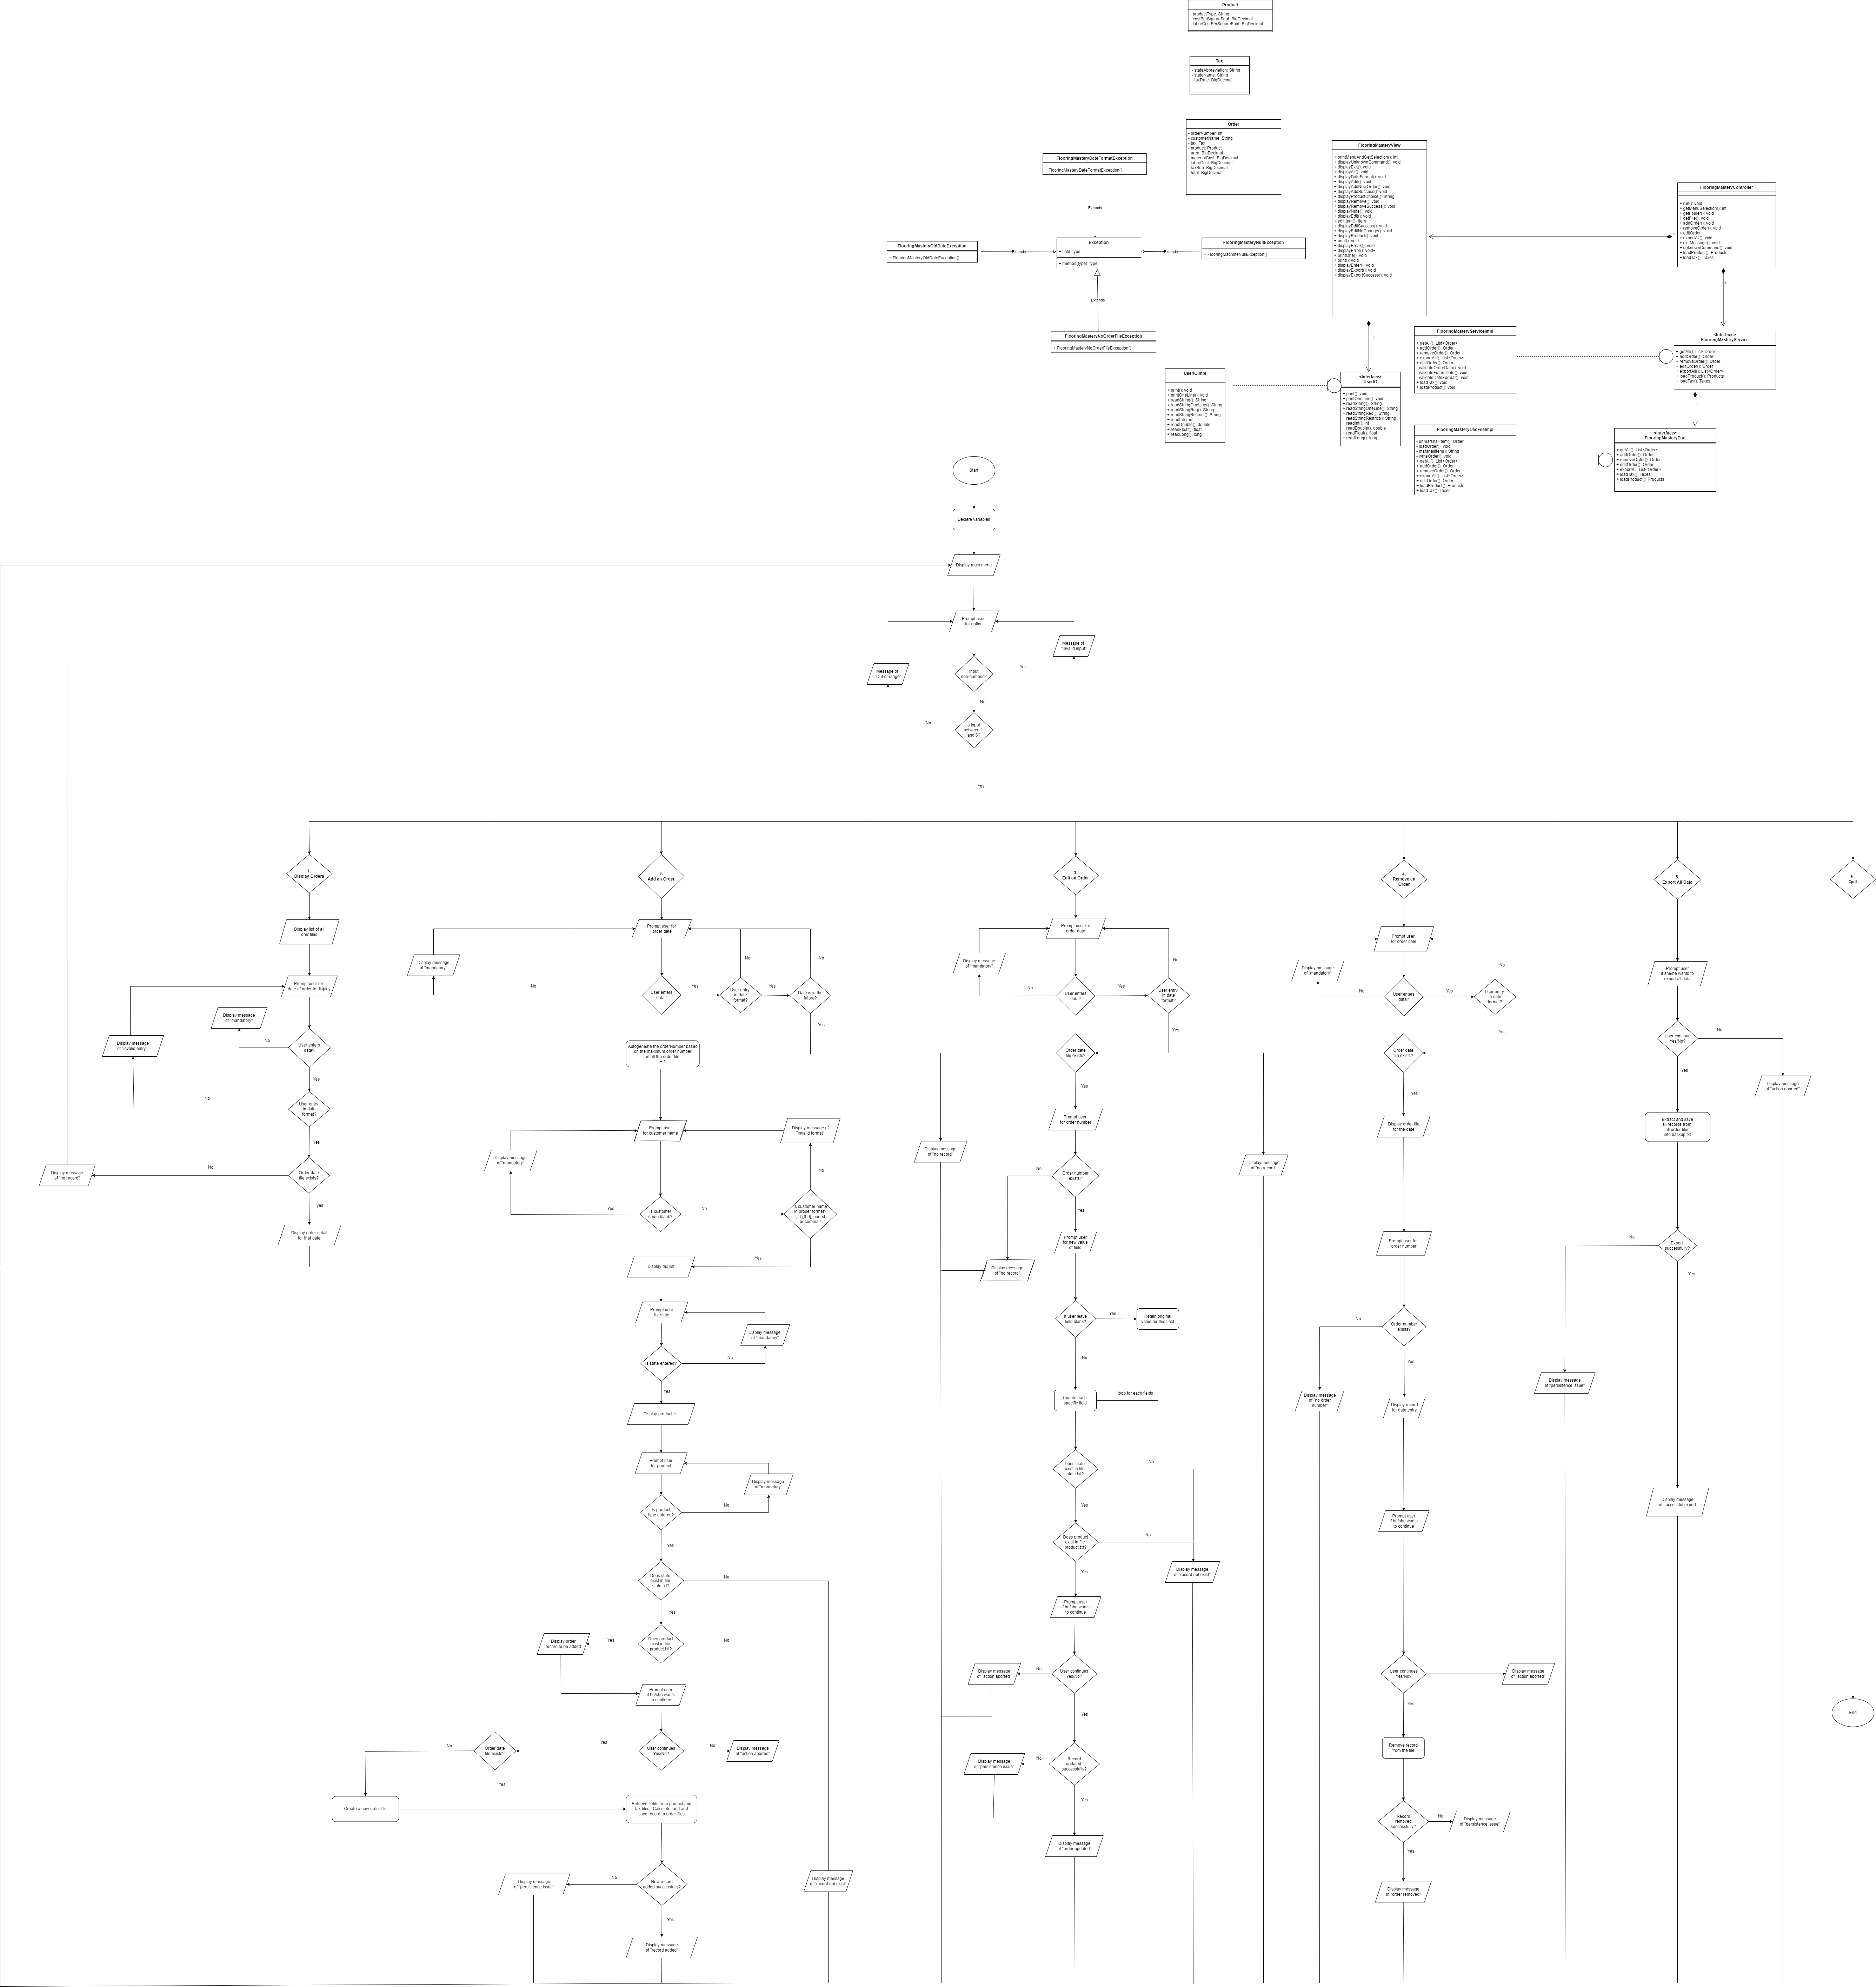 Product
- productType: String
- costPerSquareFoot: BigDecimal
- laborCostPerSquareFoot: BigDecimal
Tax
- stateAbbreviation: String
- stateName: String
- taxRate: BigDecimal
Order
- orderNumber: int
- customerName: String
- tax: Tax
- product: Product
- area: BigDecimal
- materialCost: BigDecimal
- laborCost: BigDecimal
- taxSub: BigDecimal
- total: BigDecimal
FlooringMasteryDateFormatException
+ FlooringMasteryDateFormatException()
Extends
FlooringMasteryOldDateException
+ FlooringMasteryOldDateException()
Extends
Exception
+ field: type
+ method(type): type
Extends
FlooringMasteryNullException
+ FlooringMachineNullException()
Extends
FlooringMasteryNoOrderFileException
+ FlooringMasteryNoOrderFileException()
FlooringMasteryView
+ printMenuAndGetSelection(): int
+ displayUnknownCommand(): void
+ displayExit(): void
+ displayAll(): void
+ displayDateFormat(): void
+ displayAdd(): void
+ displayAddNewOrder(): void
+ displayAddSuccess(): void
+ displayProductChoice(): String
+ displayRemove(): void
+ displayRemoveSuccess(): void
+ displayNote(): void
+ displayEdit(): void
+ editItem(): Item
+ displayEditSuccess(): void
+ displayEditNoChange(): void
+ displayProduct(): void
+ print(): void
+ displayBreak(): void
+ displayError(): void+
+ printOne(): void
+ print(): void
+ displayEnter(): void
+ displayExport(): void
+ displayExportSuccess(): void
1
FlooringMasteryController
+ run(): void
+ getMenuSelection(): int
+ getFolder(): void
+ getFile(): void
+ addOrder(): void
+ removeOrder(): void
+ editOrder
+ exportAll(): void
+ exitMessage(): void
+ unknownCommand(): void
+ loadProduct(): Products
+ loadTax(): Taxes
1
1
FlooringMasteryServiceImpl
+ getAll(): List<Order>
+ addOrder(): Order
+ removeOrder(): Order
+ exportAll(): List<Order>
+ editOrder(): Order
- validateOrderData(): void
- validateFutureDate(): void
- validateDateFormat(): void
+ loadTax(): void
+ loadProduct(): void
<Interface>
FlooringMasteryService
+ getAll(): List<Order>
+ addOrder(): Order
+ removeOrder(): Order
+ editOrder(): Order
+ exportAll(): List<Order>
+ loadProduct(): Products
+ loadTax(): Taxes
1
UserIOImpl
+ print(): void
+ printOneLine(): void
+ readString(): String
+ readStringOneLine(): String
+ readStringReq(): String
+ readStringRestrict(): String
+ readInt(): int
+ readDouble(): double
+ readFloat(): float
+ readLong(): long
<Interface>
UserIO
+ print(): void
+ printOneLine(): void
+ readString(): String
+ readStringOneLine(): String
+ readStringReq(): String
+ readStringRestrict(): String
+ readInt(): int
+ readDouble(): double
+ readFloat(): float
+ readLong(): long
FlooringMasteryDaoFileImpl
- unmarshallItem(): Order
- loadOrder(): void
- marshallItem(): String
- writeOrder(): void
+ getAll(): List<Order>
+ addOrder(): Order
+ removeOrder(): Order
+ exportAll(): List<Order>
+ editOrder(): Order
+ loadProduct(): Products
+ loadTax(): Taxes
<Interface>
FlooringMasteryDao
+ getAll(): List<Order>
+ addOrder(): Order
+ removeOrder(): Order
+ editOrder(): Order
+ exportAll: List<Order>
+ loadTax(): Taxes
+ loadProduct(): Products
Start
Declare variables
Display main menu
Prompt user
for option
Message of
"Invalid input"
Message of
"Out of range"
Input
non-numeric?
Yes
No
Is input
between 1
and 6?
No
Yes
1.
Display Orders
Display list of all
orer files
Prompt user for
date of order to display
Display message
of "mandatory"
Display message
of "invalid entry"
User enters
data?
No
Yes
User entry
in date
format?
No
Yes
Order date
file exists?
No
Display message
of "no record"
yes
Display order detail
for that date
2.
Add an Order
Prompt user for
order date
Display message
of "mandatory"
No
User enters
data?
Yes
User entry
in date
format?
No
Yes
Date is in the
future?
No
Yes
Autogeneate the orderNumber based
on the maximum order number
in all the order file
+ 1
Prompt user
for customer name
Display message of
"invalid format"
Display message
of "mandatory"
No
Is customer
name blank?
Yes
No
Is customer name
in proper format?
[z-t][0-9], period
or comma?
Yes
Display tax list
Prompt user
for state
Display message
of "mandatory"
Is state entered?
No
Yes
Display product list
Prompt user
for product
Display message
of "mandatory"
Is product
type entered?
No
Yes
Does state
exist in file
state.txt?
No
Yes
Does product
exist in file
product.txt?
No
Yes
Display order
record to be added
Prompt user
if he/she wants
to continue
User continues
Yes/No?
Yes
No
Display message
of "action aborted"
Order date
file exists?
No
Yes
Create a new order file
Retrieve fields from product and
tax files. Calculate, add and
save record to order files
New record
added successfully?
No
Display message
of "persistence issue"
Yes
Display message
of "record added"
Display message
of "record not exist"
3.
Edit an Order
Prompt user for
order date
Display message
of "mandatory"
No
User enters
data?
Yes
User entry
in date
format?
No
Yes
Order date
file exists?
Yes
Display message
of "no record"
Prompt user
for order number
Order number
exists?
No
Yes
Display message
of "no record"
Prompt user
for new value
of field
If user leave
field blank?
Yes
Retain original
value for this field
No
Update each
specific field
loop for each fields
Does state
exist in file
state.txt?
No
Yes
Does product
exist in file
product.txt?
No
Yes
Display message
of "record not exist"
Prompt user
if he/she wants
to continue
User continues
Yes/No?
No
Display message
of "action aborted"
Yes
Record
updated
successfully?
No
Display message
of "persistence issue"
Yes
Display message
of "order updated"
4.
Remove an
Order
Prompt user
for order date
Display message
of "mandatory"
No
User enters
data?
Yes
User entry
in date
format?
No
Yes
Order date
file exists?
Yes
Display message
of "no record"
Display order file
for the date
Prompt user for
order number
Order number
exists?
No
Yes
Display message
of "no order
number"
Display record
for date entry
Prompt user
if he/she wants
to continue
User continues
Yes/No?
Display message
of "action aborted"
Yes
Remove record
from the file
Record
removed
successfully?
No
Display message
of "persistence issue"
Yes
Display message
of "order removed"
5.
Export All Data
Prompt user
if she/he wants to
export all data
User continue
Yes/No?
No
Yes
Display message
of "action aborted"
Extract and save
all records from
all order files
into backup.txt
Export
successfully?
No
Yes
Display message
of "persistence issue"
Display message
of successful export
6.
Quit
End